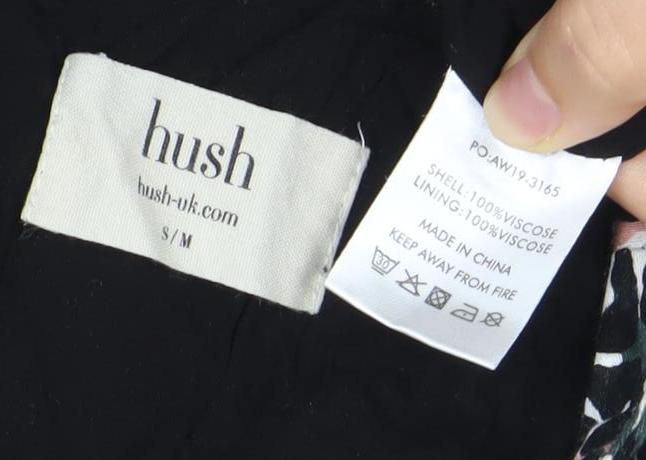 hush
hush-uk.com
S/M
PO:AW19-3165
SHELL:100%VISCOSE
LINING:100%VISCOSE
MADE IN CHINA
KEEP AWAY FROM FIRE
30